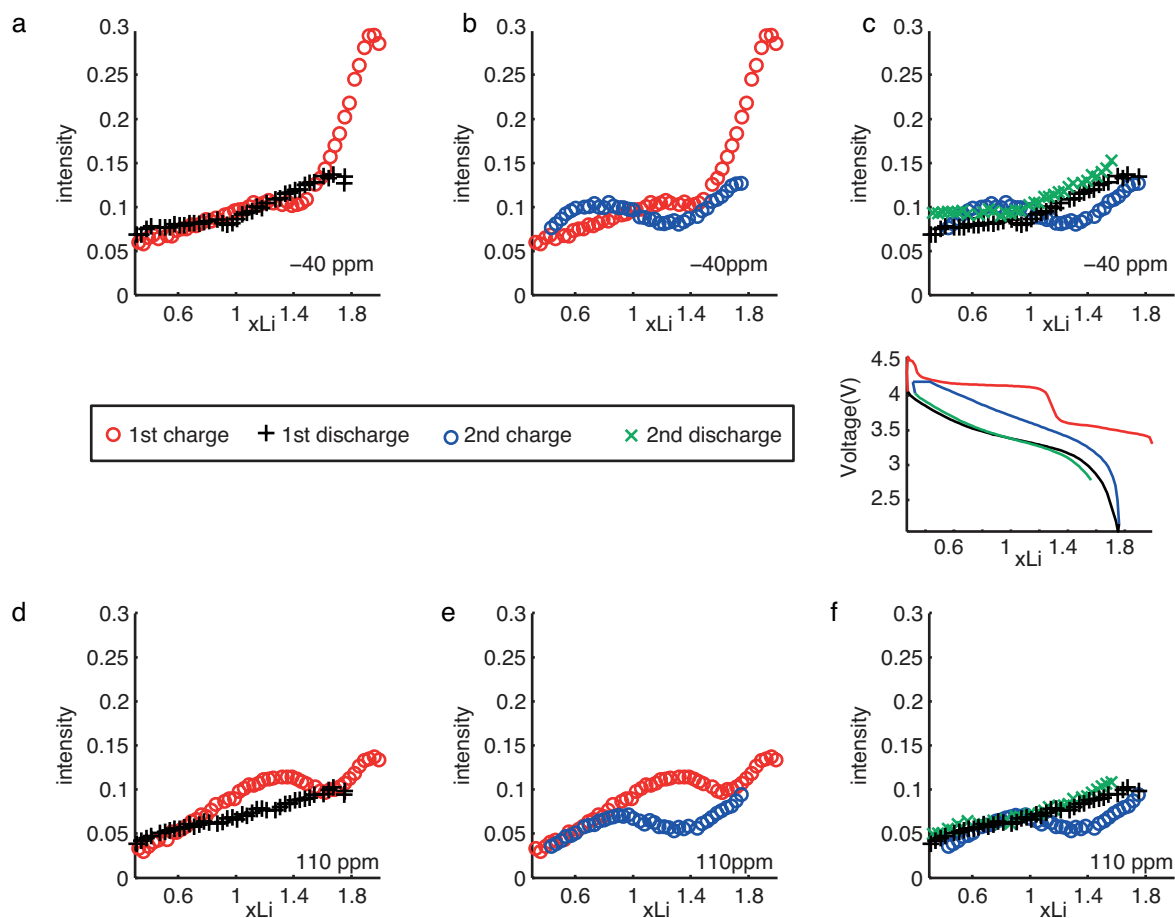 a
0.3
0.25
0.2
0.15
0.1
0.05
0
intensity
−40 ppm
0.6 1 1.4 1.8
xLi
b
0.3
0.25
0.2
0.15
0.1
0.05
0
intensity
−40ppm
0.6 1 1.4 1.8
xLi
c
0.3
0.25
0.2
0.15
0.1
0.05
0
intensity
−40 ppm
0.6 1 1.4 1.8
xLi
1st charge 1st discharge 2nd charge 2nd discharge
4.5
4
3.5
3
2.5
Voltage(V)
0.6 1 1.4 1.8
xLi
d
0.3
0.25
0.2
0.15
0.1
0.05
0
intensity
110 ppm
0.6 1 1.4 1.8
xLi
e
0.3
0.25
0.2
0.15
0.1
0.05
0
intensity
110ppm
0.6 1 1.4 1.8
xLi
f
0.3
0.25
0.2
0.15
0.1
0.05
0
intensity
110 ppm
0.6 1 1.4 1.8
xLi